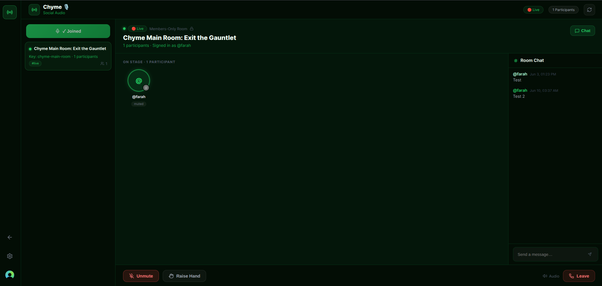 Chyme
Social Audio
Live
1 Participants
✓ Joined
Chyme Main Room: Exit the Gauntlet
Live
Chyme Main Room: Exit the Gauntlet
1 participants · Signed in as @farah
ON STAGE · 1 PARTICIPANT
@farah
Unmute
Raise Hand
Chat
Room Chat
@farah
Test
@farah
Test 2
Send a message...
Audio
Leave